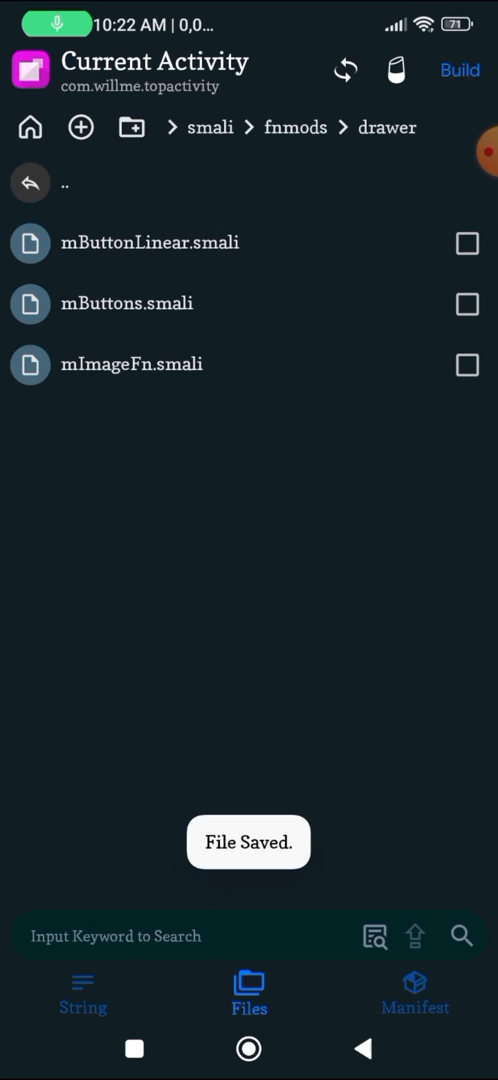 10:22 AM | 0,0...
71
Current Activity
com.willme.topactivity
Build
smali
fnmods
drawer
..
mButtonLinear.smali
mButtons.smali
mImageFn.smali
File Saved.
Input Keyword to Search
String
Files
Manifest